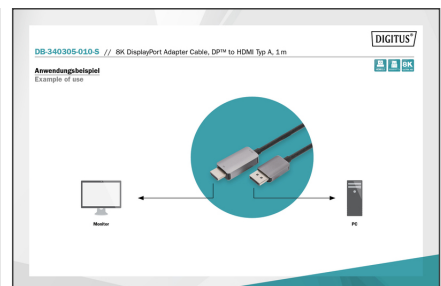 DIGITUS®
DB-340305-010-S // 8K DisplayPort Adapter Cable, DP™ to HDMI Typ A, 1 m
8K
Anwendungsbeispiel
Example of use
Monitor
PC